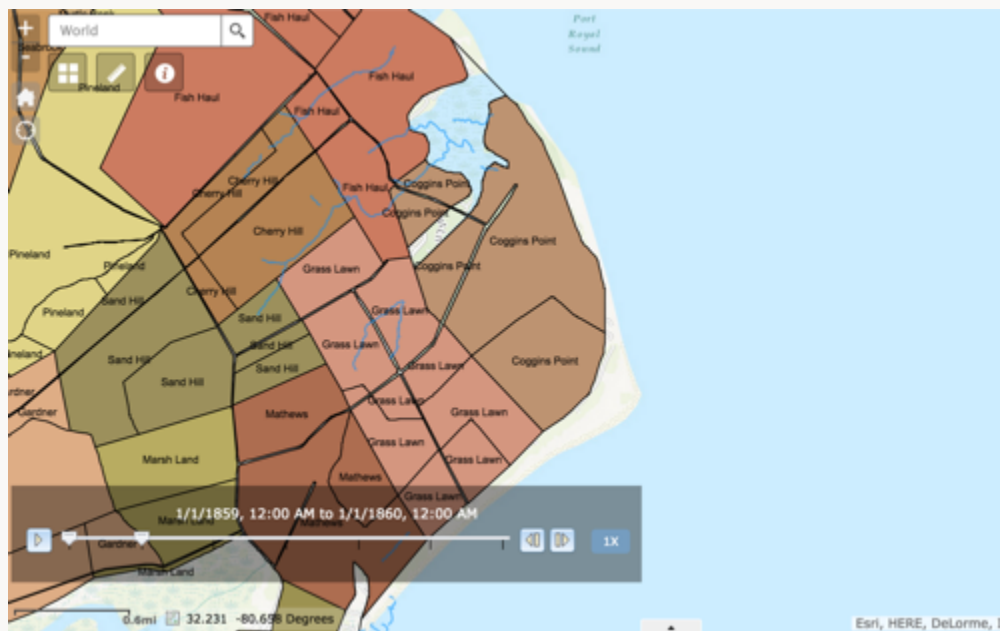 World
Fish Haul
Port
Royal
Sound
Seabrook
Fish Haul
Pineland
Fish Haul
Fish Haul
Cherry Hill
Fish Haul
Coggins Point
Cherry Hill
Coggins Point
Cherry Hill
Coggins Point
Pineland
Pineland
Grass Lawn
Coggins Point
Cherry Hill
Sand Hill
Pineland
Grass Lawn
Sand Hill
Sand Hill
Grass Lawn
Sand Hill
Coggins Point
Sand Hill
Grass Lawn
Sand Hill
Gardner
Mathews
Grass Lawn
Grass Lawn
Grass Lawn
Marsh Land
Grass Lawn
Mathews
Grass Lawn
1/1/1859, 12:00 AM to 1/1/1860, 12:00 AM
Marsh Land
Mathews
Gardner
1X
Marsh Land
0.6mi
32.231 -80.658 Degrees
Esri, HERE, DeLorme,